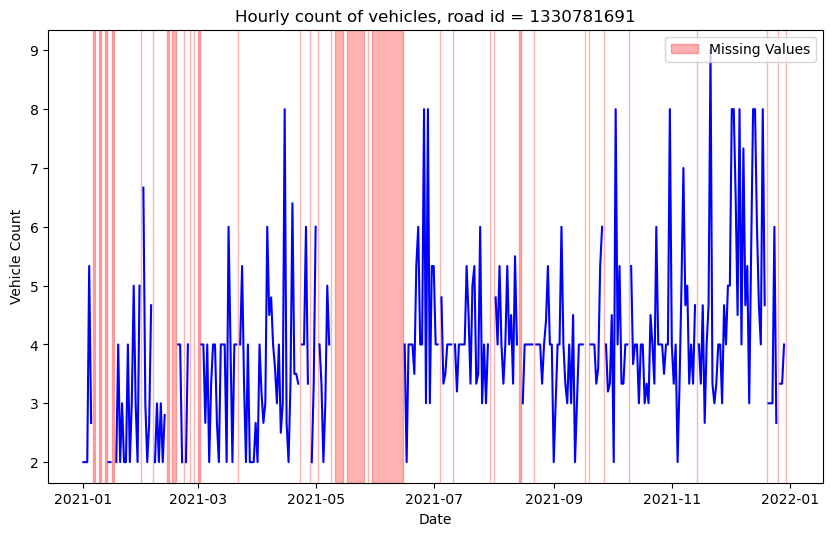 Hourly count of vehicles, road id = 1330781691
Missing Values
Vehicle Count
9
8
7
6
5
4
3
2
2021-01 2021-03 2021-05 2021-07 2021-09 2021-11 2022-01
Date